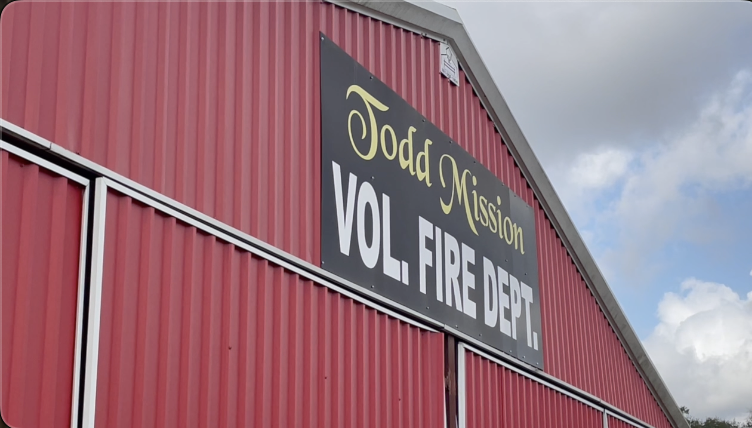 Todd Mission
VOL. FIRE DEPT.